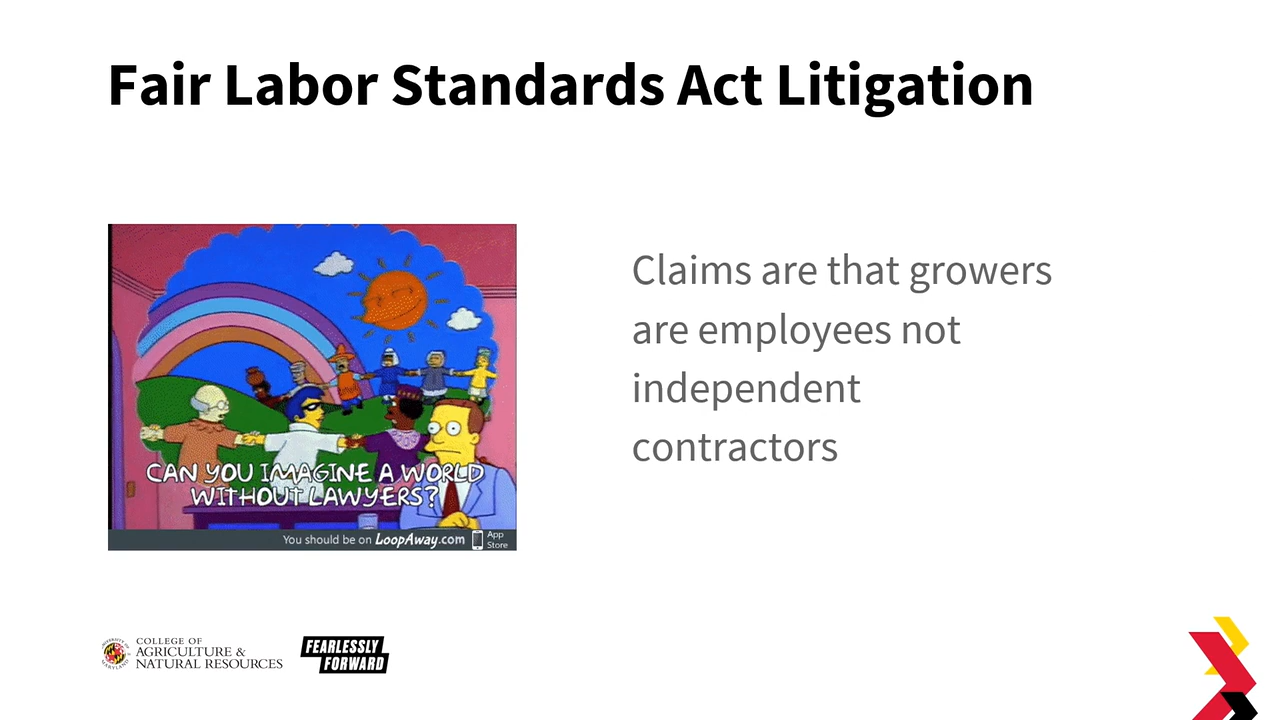 Fair Labor Standards Act Litigation
Claims are that growers
are employees not
independent
contractors
CAN YOU IMAGINE A WORLD
WITHOUT LAWYERS?
You should be on LoopAway.com
App
Store
COLLEGE OF
AGRICULTURE &
NATURAL RESOURCES
FEARLESSLY
FORWARD